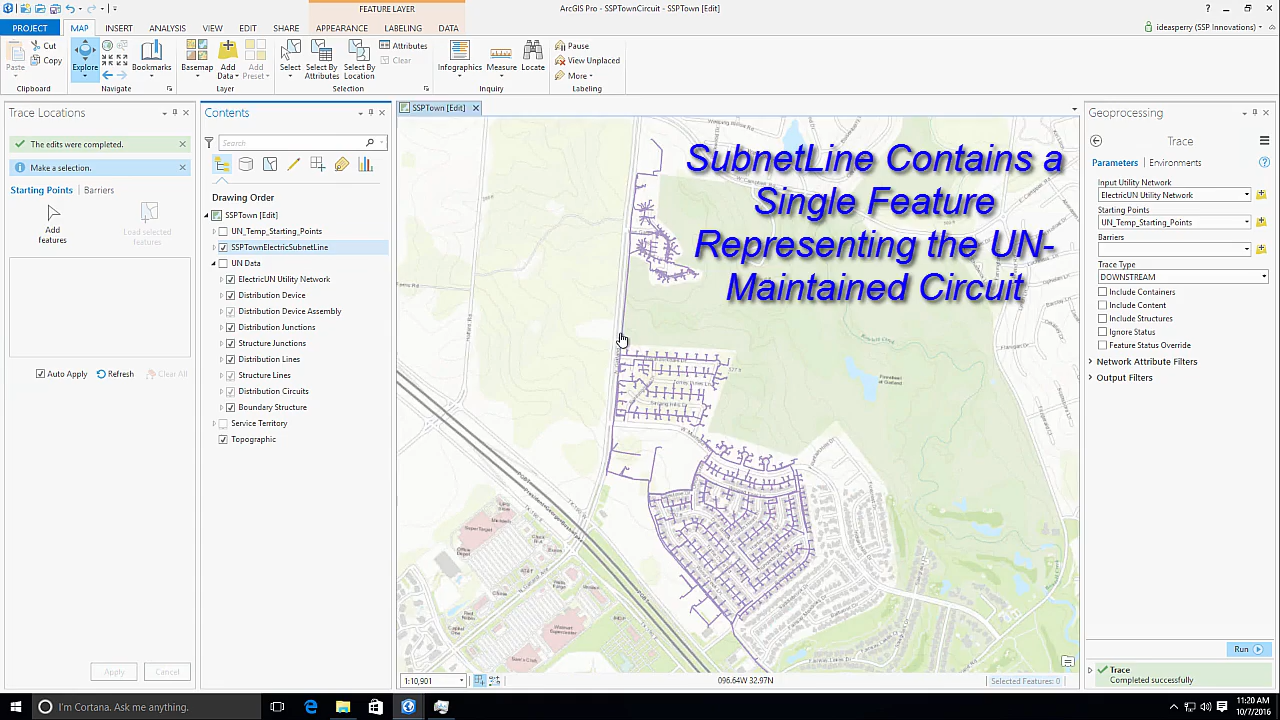 FEATURE LAYER
ArcGIS Pro - SSPTownCircuit - SSPTown [Edit]
PROJECT MAP INSERT ANALYSIS VIEW EDIT SHARE APPEARANCE LABELING DATA
ideasperry (SSP Innovations)
Paste
Cut
Copy
Clipboard
Explore
Bookmarks
Navigate
Basemap
Add Data
Add Preset
Layer
Select
Select By Attributes
Select By Location
Attributes
Clear
Selection
Infographics
Measure
Locate
Inquiry
Pause
View Unplaced
More
Labeling
Trace Locations
The edits were completed.
Make a selection.
Starting Points Barriers
Add features
Load selected features
Auto Apply Refresh Clear All
Apply Cancel
Contents
Search
Drawing Order
SSPTown [Edit]
UN_Temp_Starting_Points
SSPTownElectricSubnetLine
UN Data
ElectricUN Utility Network
Distribution Device
Distribution Device Assembly
Distribution Junctions
Structure Junctions
Distribution Lines
Structure Lines
Distribution Circuits
Boundary Structure
Service Territory
Topographic
SSPTown [Edit]
SubnetLine Contains a
Single Feature
Representing the UN-
Maintained Circuit
1:10,901
096.64W 32.97N
Selected Features: 0
Geoprocessing
Trace
Parameters Environments
Input Utility Network
ElectricUN Utility Network
Starting Points
UN_Temp_Starting_Points
Barriers
Trace Type
DOWNSTREAM
Include Containers
Include Content
Include Structures
Ignore Status
Feature Status Override
Network Attribute Filters
Output Filters
Run
Trace
Completed successfully
I'm Cortana. Ask me anything.
11:20 AM
10/7/2016